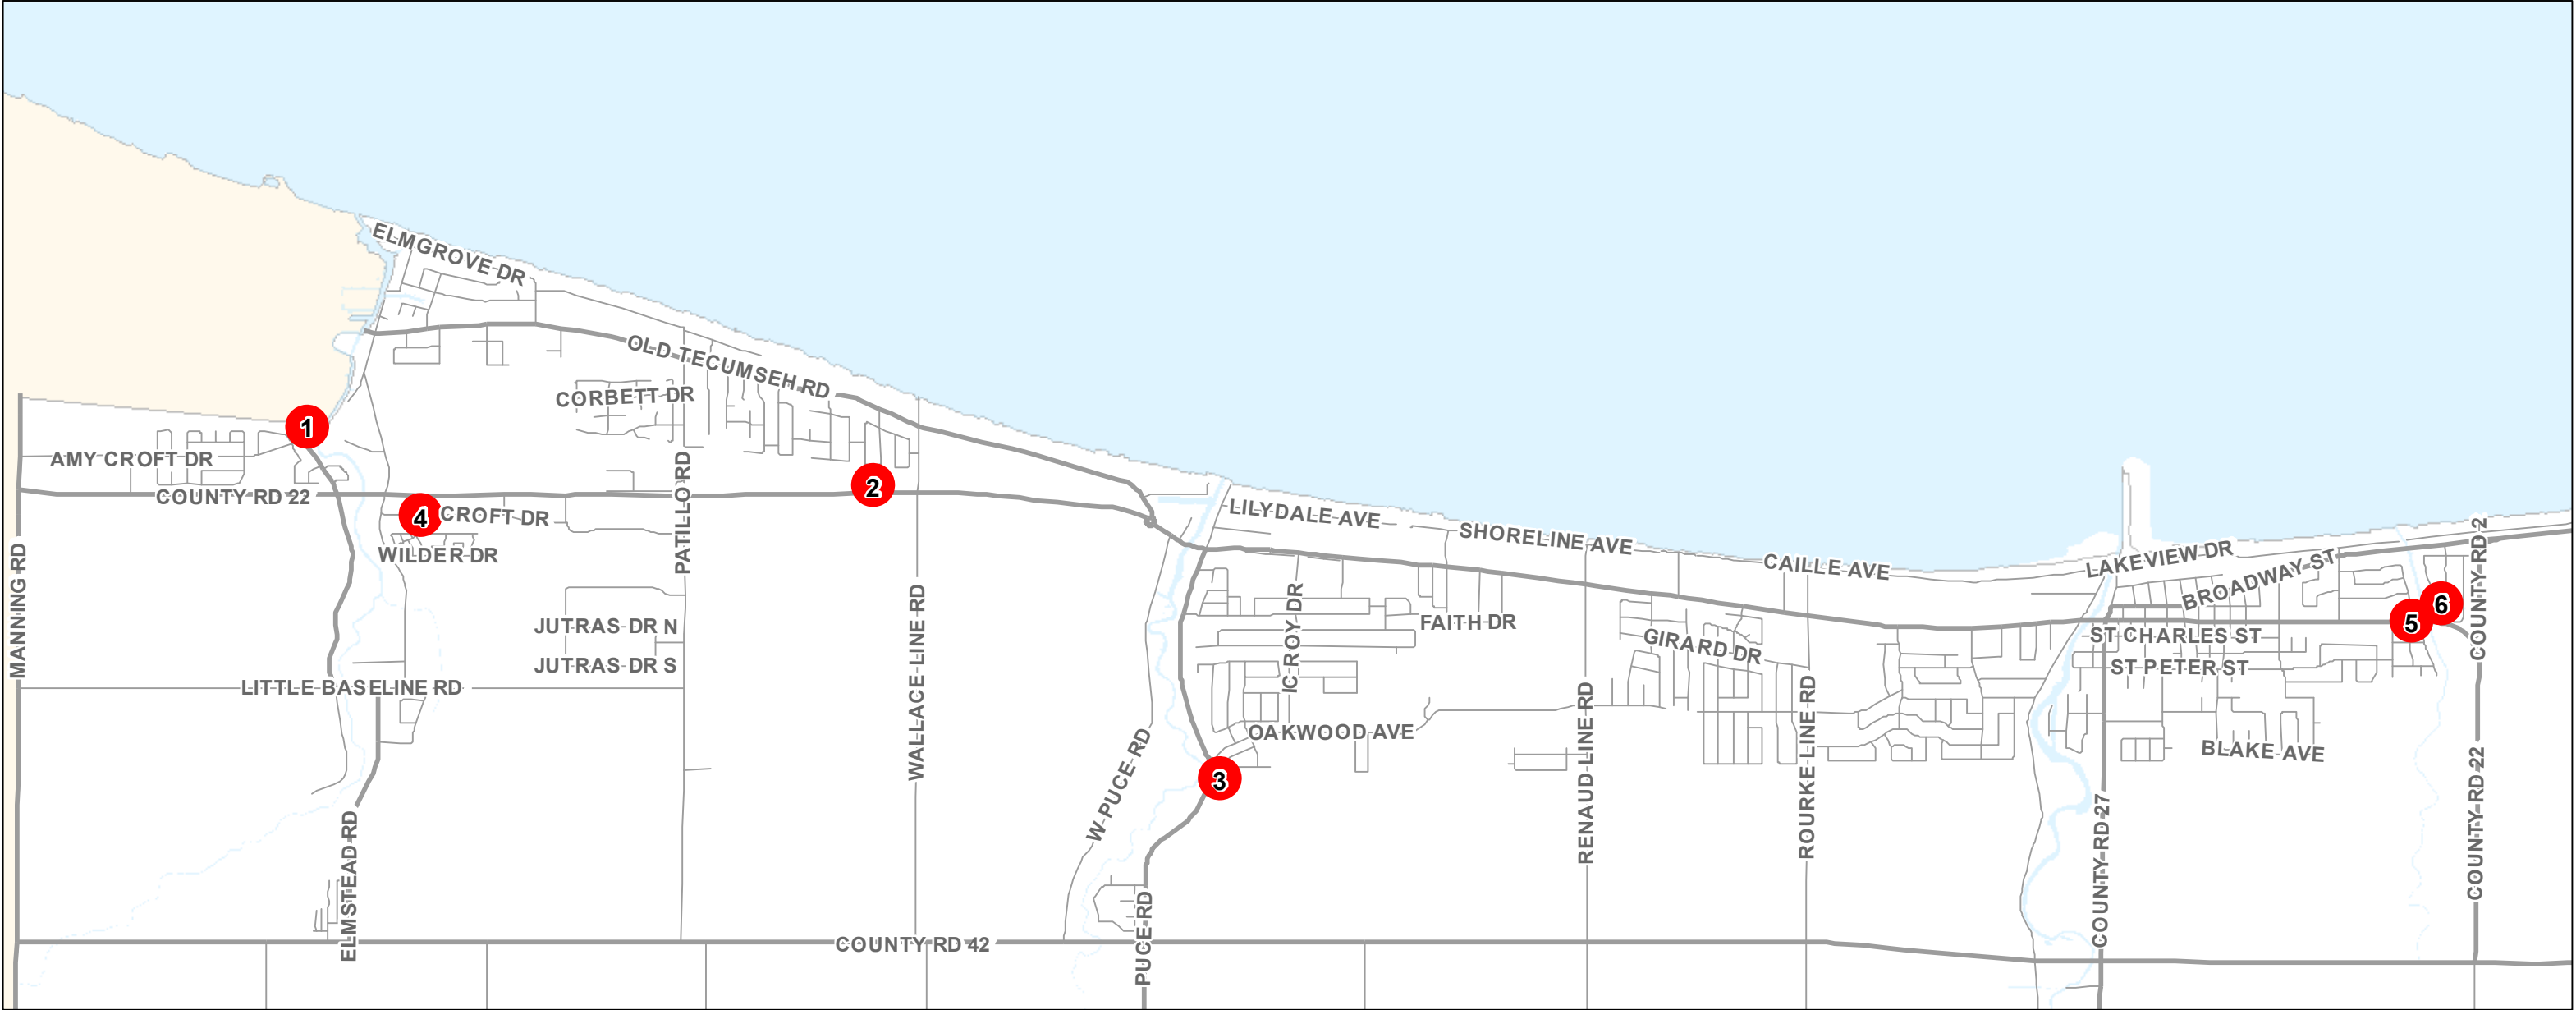 ELMGROVE DR
OLD TECUMSEH RD
CORBETT DR
1
AMY CROFT DR
COUNTY RD 22
2
4
CROFT DR
WILDER DR
PATILLO RD
MANNING RD
JUTRAS DR N
JUTRAS DR S
LITTLE BASELINE RD
WALLACE LINE RD
ELMSTEAD RD
COUNTY RD 42
LILYDALE AVE
SHORELINE AVE
CAILLE AVE
LAKEVIEW DR
BROADWAY ST
COUNTY RD 2
IC ROY DR
FAITH DR
GIRARD DR
5
6
ST CHARLES ST
ST PETER ST
OAKWOOD AVE
3
W PUCE RD
PUCE RD
RENAUD LINE RD
ROURKE LINE RD
BLAKE AVE
COUNTY RD 27
COUNTY RD 22